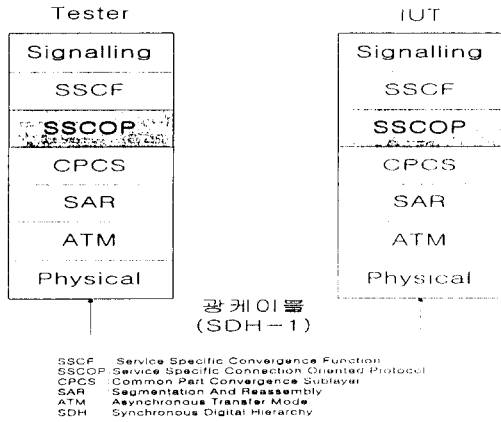 Tester
IUT
Signalling
Signalling
SSCF
SSCF
SSCOP
SSCOP
CPCS
CPCS
SAR
SAR
ATM
ATM
Physical
Physical
광케이블
(SDH-1)
SSCF Service Specific Convergence Function
SSCOP Service Specific Connection Oriented Protocol
CPCS Common Part Convergence Sublayer
SAR Segmentation And Reassembly
ATM Asynchronous Transfer Mode
SDH Synchronous Digital Hierarchy